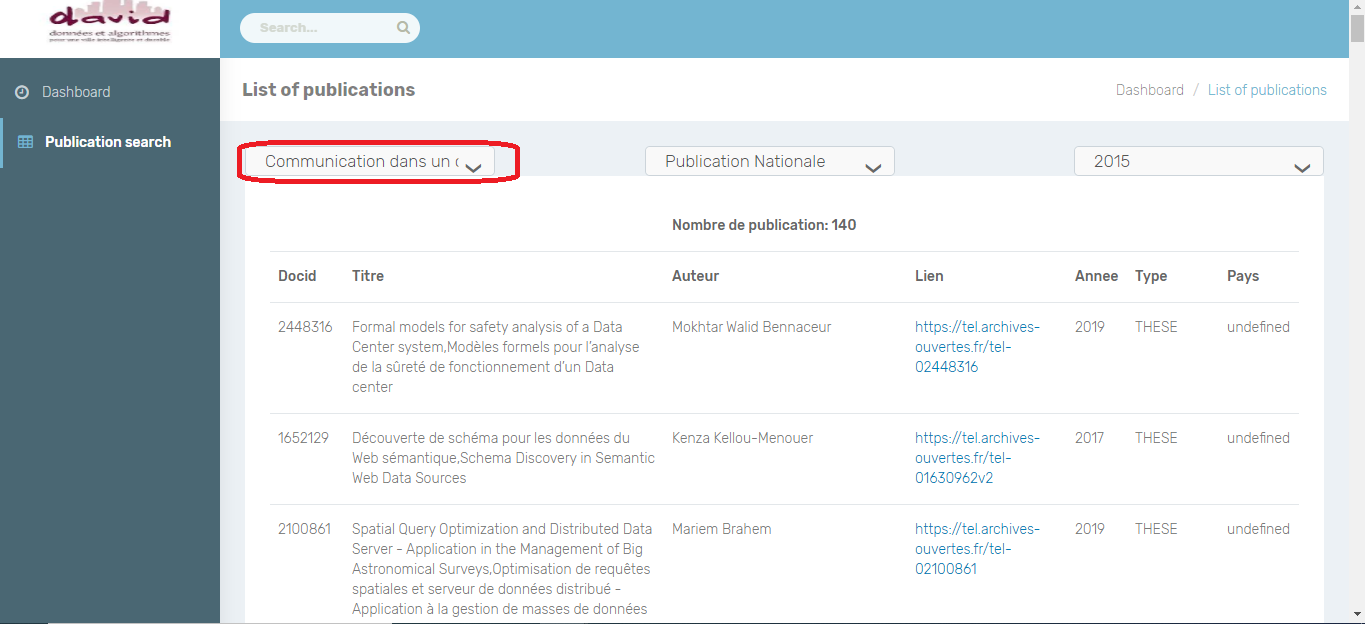 david
données et algorithmes
pour une ville intelligente et durable
Search...
Dashboard
Publication search
List of publications
Dashboard / List of publications
Communication dans un c
Publication Nationale
2015
Nombre de publication: 140
Docid Titre Auteur Lien Annee Type Pays
2448316 Formal models for safety analysis of a Data Mokhtar Walid Bennaceur https://tel.archives- 2019 THESE undefined
Center system,Modèles formels pour l'analyse ouvertes.fr/tel-
de la sûreté de fonctionnement d'un Data 02448316
center
1652129 Découverte de schéma pour les données du Kenza Kellou-Menouer https://tel.archives- 2017 THESE undefined
Web sémantique,Schema Discovery in Semantic ouvertes.fr/tel-
Web Data Sources 01630962v2
2100861 Spatial Query Optimization and Distributed Data Mariem Brahem https://tel.archives- 2019 THESE undefined
Server - Application in the Management of Big ouvertes.fr/tel-
Astronomical Surveys,Optimisation de requêtes 02100861
spatiales et serveur de données distribué -
Application à la gestion de masses de données